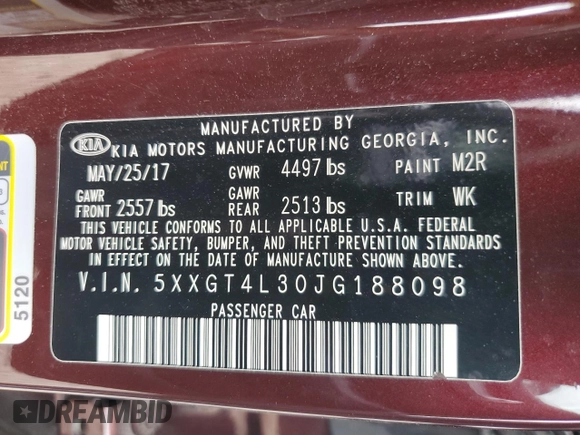 MANUFACTURED BY
KIA KIA MOTORS MANUFACTURING GEORGIA, INC.
MAY/25/17 GVWR 4497 lbs PAINT M2R
GAWR FRONT 2557 lbs GAWR REAR 2513 lbs TRIM WK
THIS VEHICLE CONFORMS TO ALL APPLICABLE U.S.A. FEDERAL
MOTOR VEHICLE SAFETY, BUMPER, AND THEFT PREVENTION STANDARDS
IN EFFECT ON THE DATE OF MANUFACTURE SHOWN ABOVE.
V.I.N. 5XXGT4L30JG188098
PASSENGER CAR
5120
DREAMBID